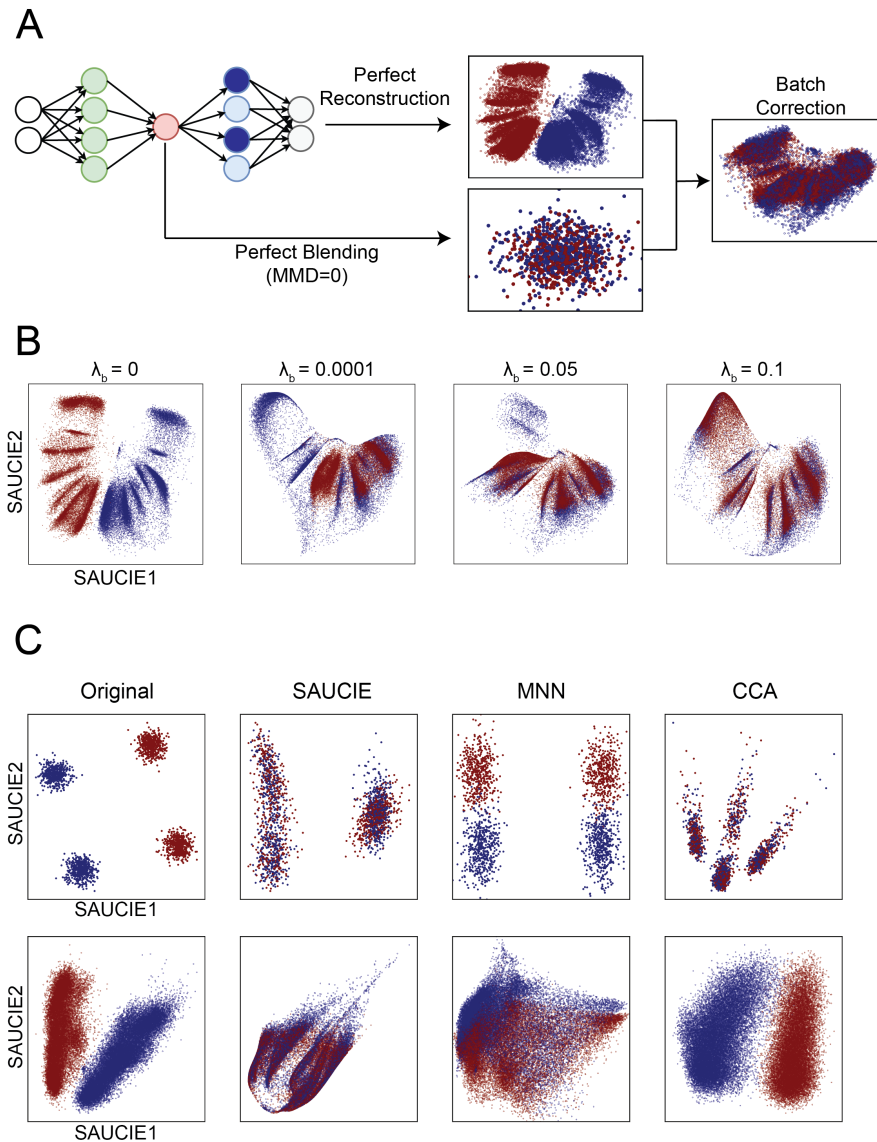 A
Perfect
Reconstruction
Batch
Correction
Perfect Blending
(MMD=0)
B
λb = 0
λb = 0.0001
λb = 0.05
λb = 0.1
SAUCIE2
SAUCIE1
C
Original
SAUCIE
MNN
CCA
SAUCIE2
SAUCIE1
SAUCIE2
SAUCIE1